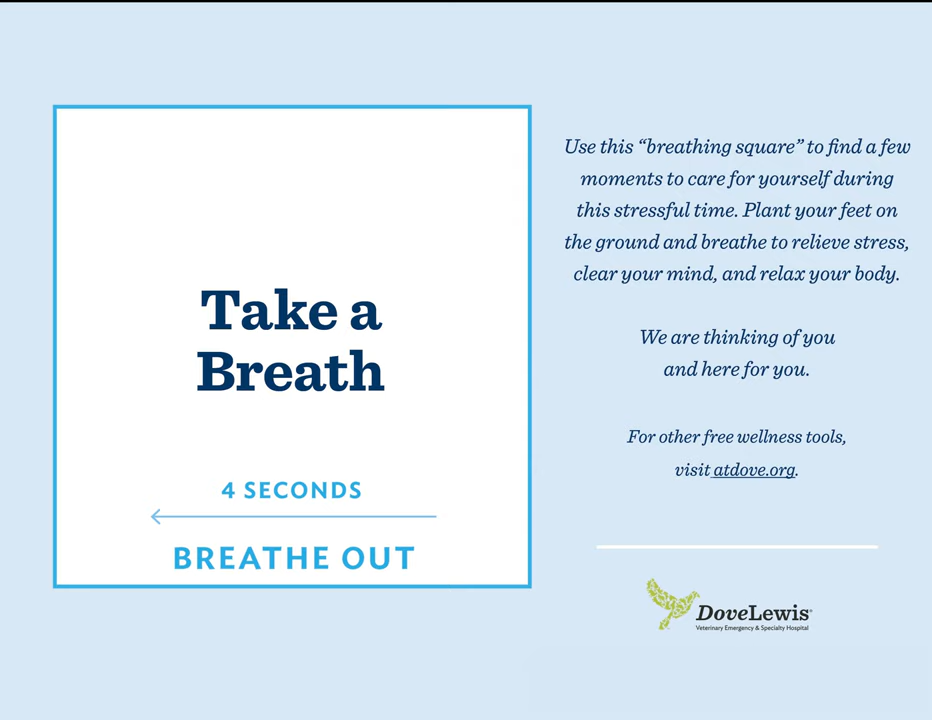 Take a
Breath
4 SECONDS
BREATHE OUT
Use this “breathing square” to find a few
moments to care for yourself during
this stressful time. Plant your feet on
the ground and breathe to relieve stress,
clear your mind, and relax your body.
We are thinking of you
and here for you.
For other free wellness tools,
visit atdove.org.
DoveLewis
Veterinary Emergency & Specialty Hospital